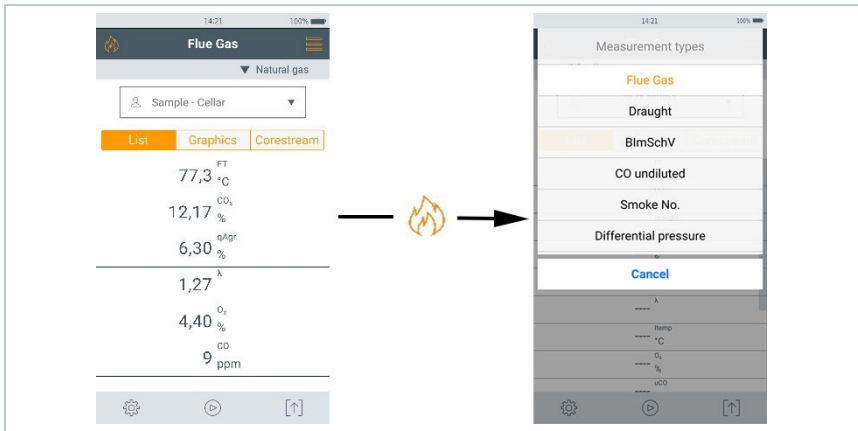 14:21 100%
Flue Gas
▼ Natural gas
Sample - Cellar ▼
List Graphics Corestream
77,3 FT °C
12,17 CO₂ %
6,30 qAgr. %
1,27 λ
4,40 O₂ %
9 CO ppm
14:21 100%
Measurement types
Flue Gas
Draught
BImSchV
CO undiluted
Smoke No.
Differential pressure
Cancel
---- λ
---- Itemp °C
---- O₂ %
---- uCO